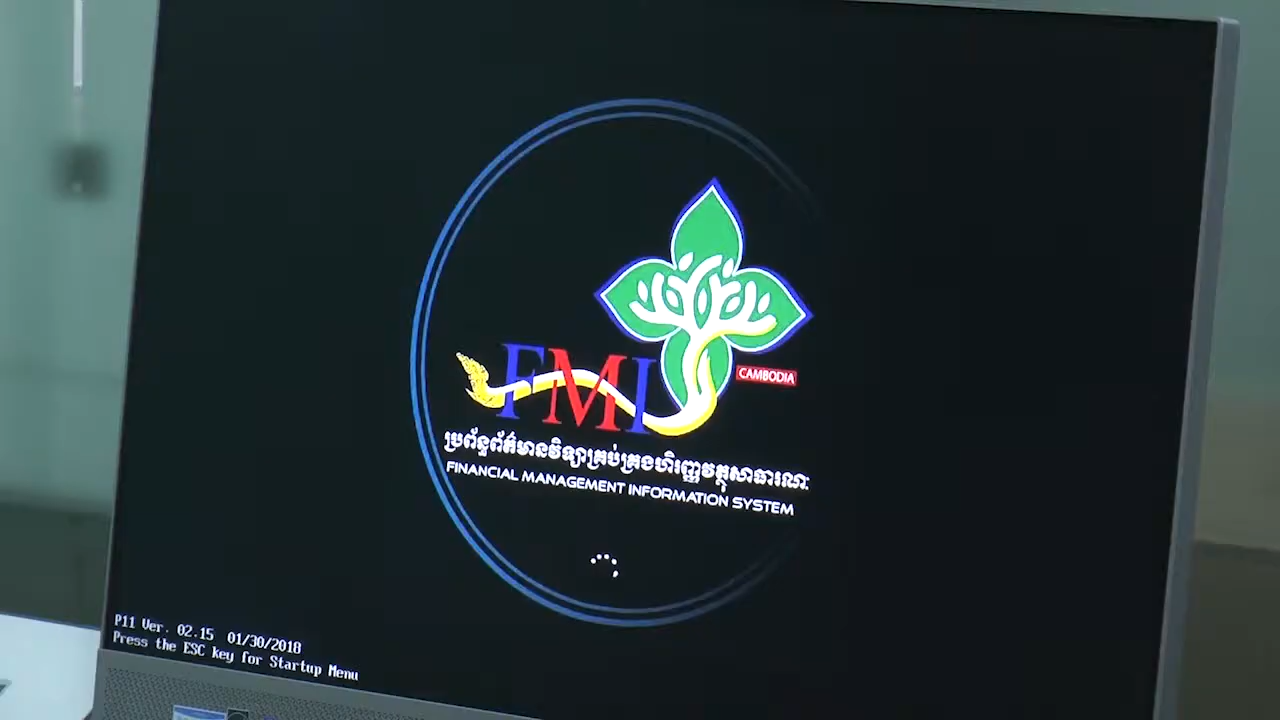 FMI
CAMBODIA
ប្រព័ន្ធព័ត៌មានវិទ្យាគ្រប់គ្រងហិរញ្ញវត្ថុសាធារណៈ
FINANCIAL MANAGEMENT INFORMATION SYSTEM
P11 Ver. 02.15 01/30/2018
Press the ESC key for Startup Menu